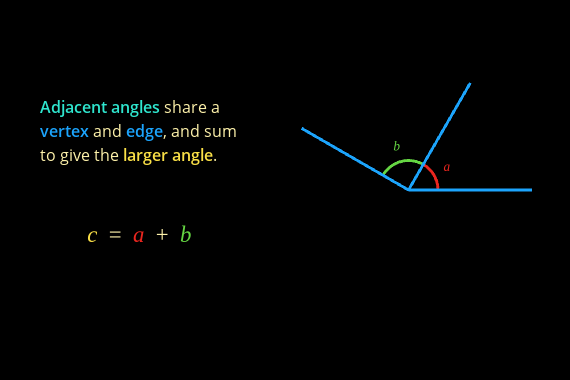 Adjacent angles share a
vertex and edge, and sum
to give the larger angle.
c = a + b
b
a